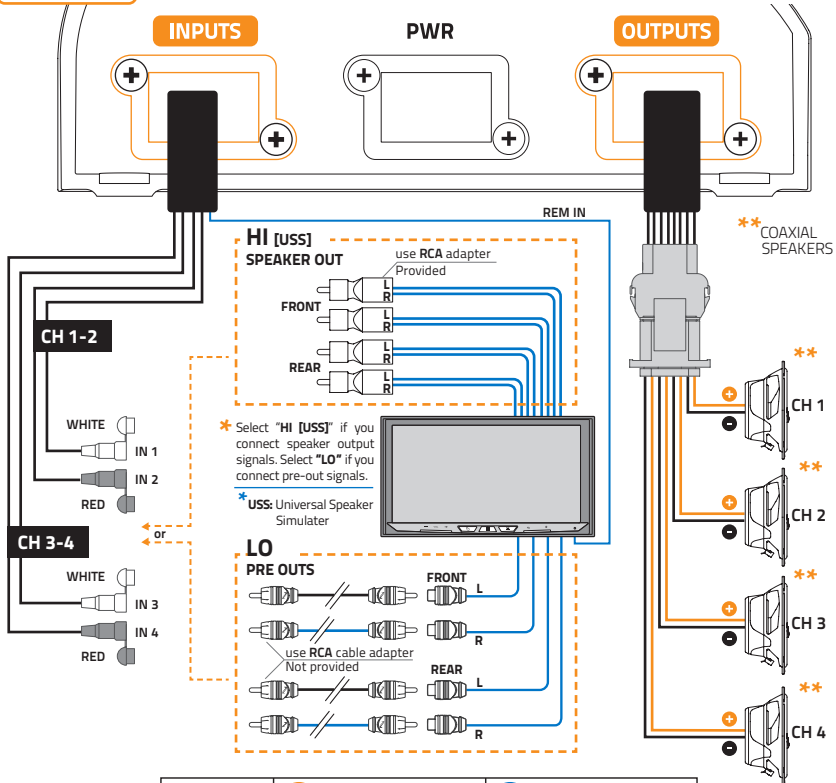 INPUTS
PWR
OUTPUTS
REM IN
**COAXIAL
SPEAKERS
HI [USS]
SPEAKER OUT
use RCA adapter
Provided
L
R
FRONT
L
R
L
R
REAR
L
R
CH 1-2
WHITE
IN 1
IN 2
RED
* Select "HI [USS]" if you
connect speaker output
signals. Select "LO" if you
connect pre-out signals.
*USS: Universal Speaker
Simulater
or
CH 3-4
WHITE
IN 3
IN 4
RED
LO
PRE OUTS
FRONT
L
R
use RCA cable adapter
Not provided
REAR
L
R
**
+
CH 1
-
**
+
CH 2
-
**
+
CH 3
-
**
+
CH 4
-